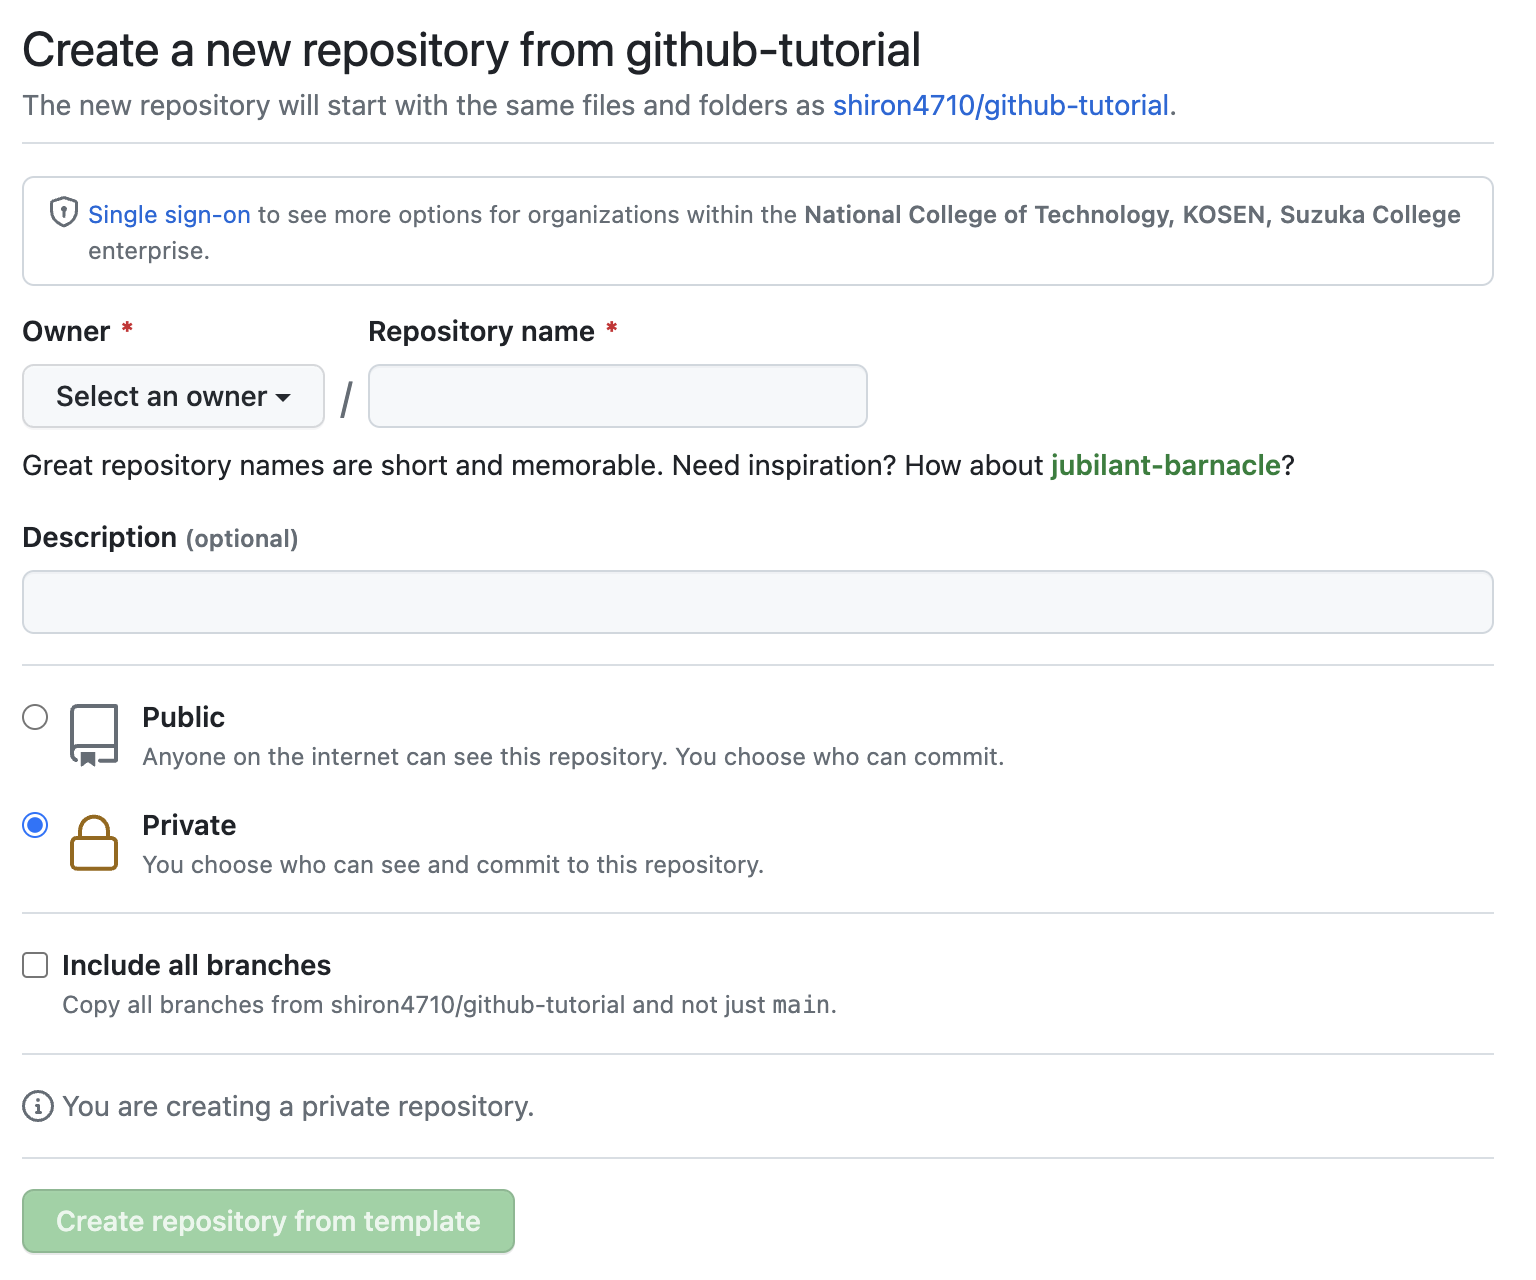 Create a new repository from github-tutorial
The new repository will start with the same files and folders as shiron4710/github-tutorial.
Single sign-on to see more options for organizations within the National College of Technology, KOSEN, Suzuka College
enterprise.
Owner * Repository name *
Select an owner /
Great repository names are short and memorable. Need inspiration? How about jubilant-barnacle?
Description (optional)
Public
Anyone on the internet can see this repository. You choose who can commit.
Private
You choose who can see and commit to this repository.
Include all branches
Copy all branches from shiron4710/github-tutorial and not just main.
You are creating a private repository.
Create repository from template